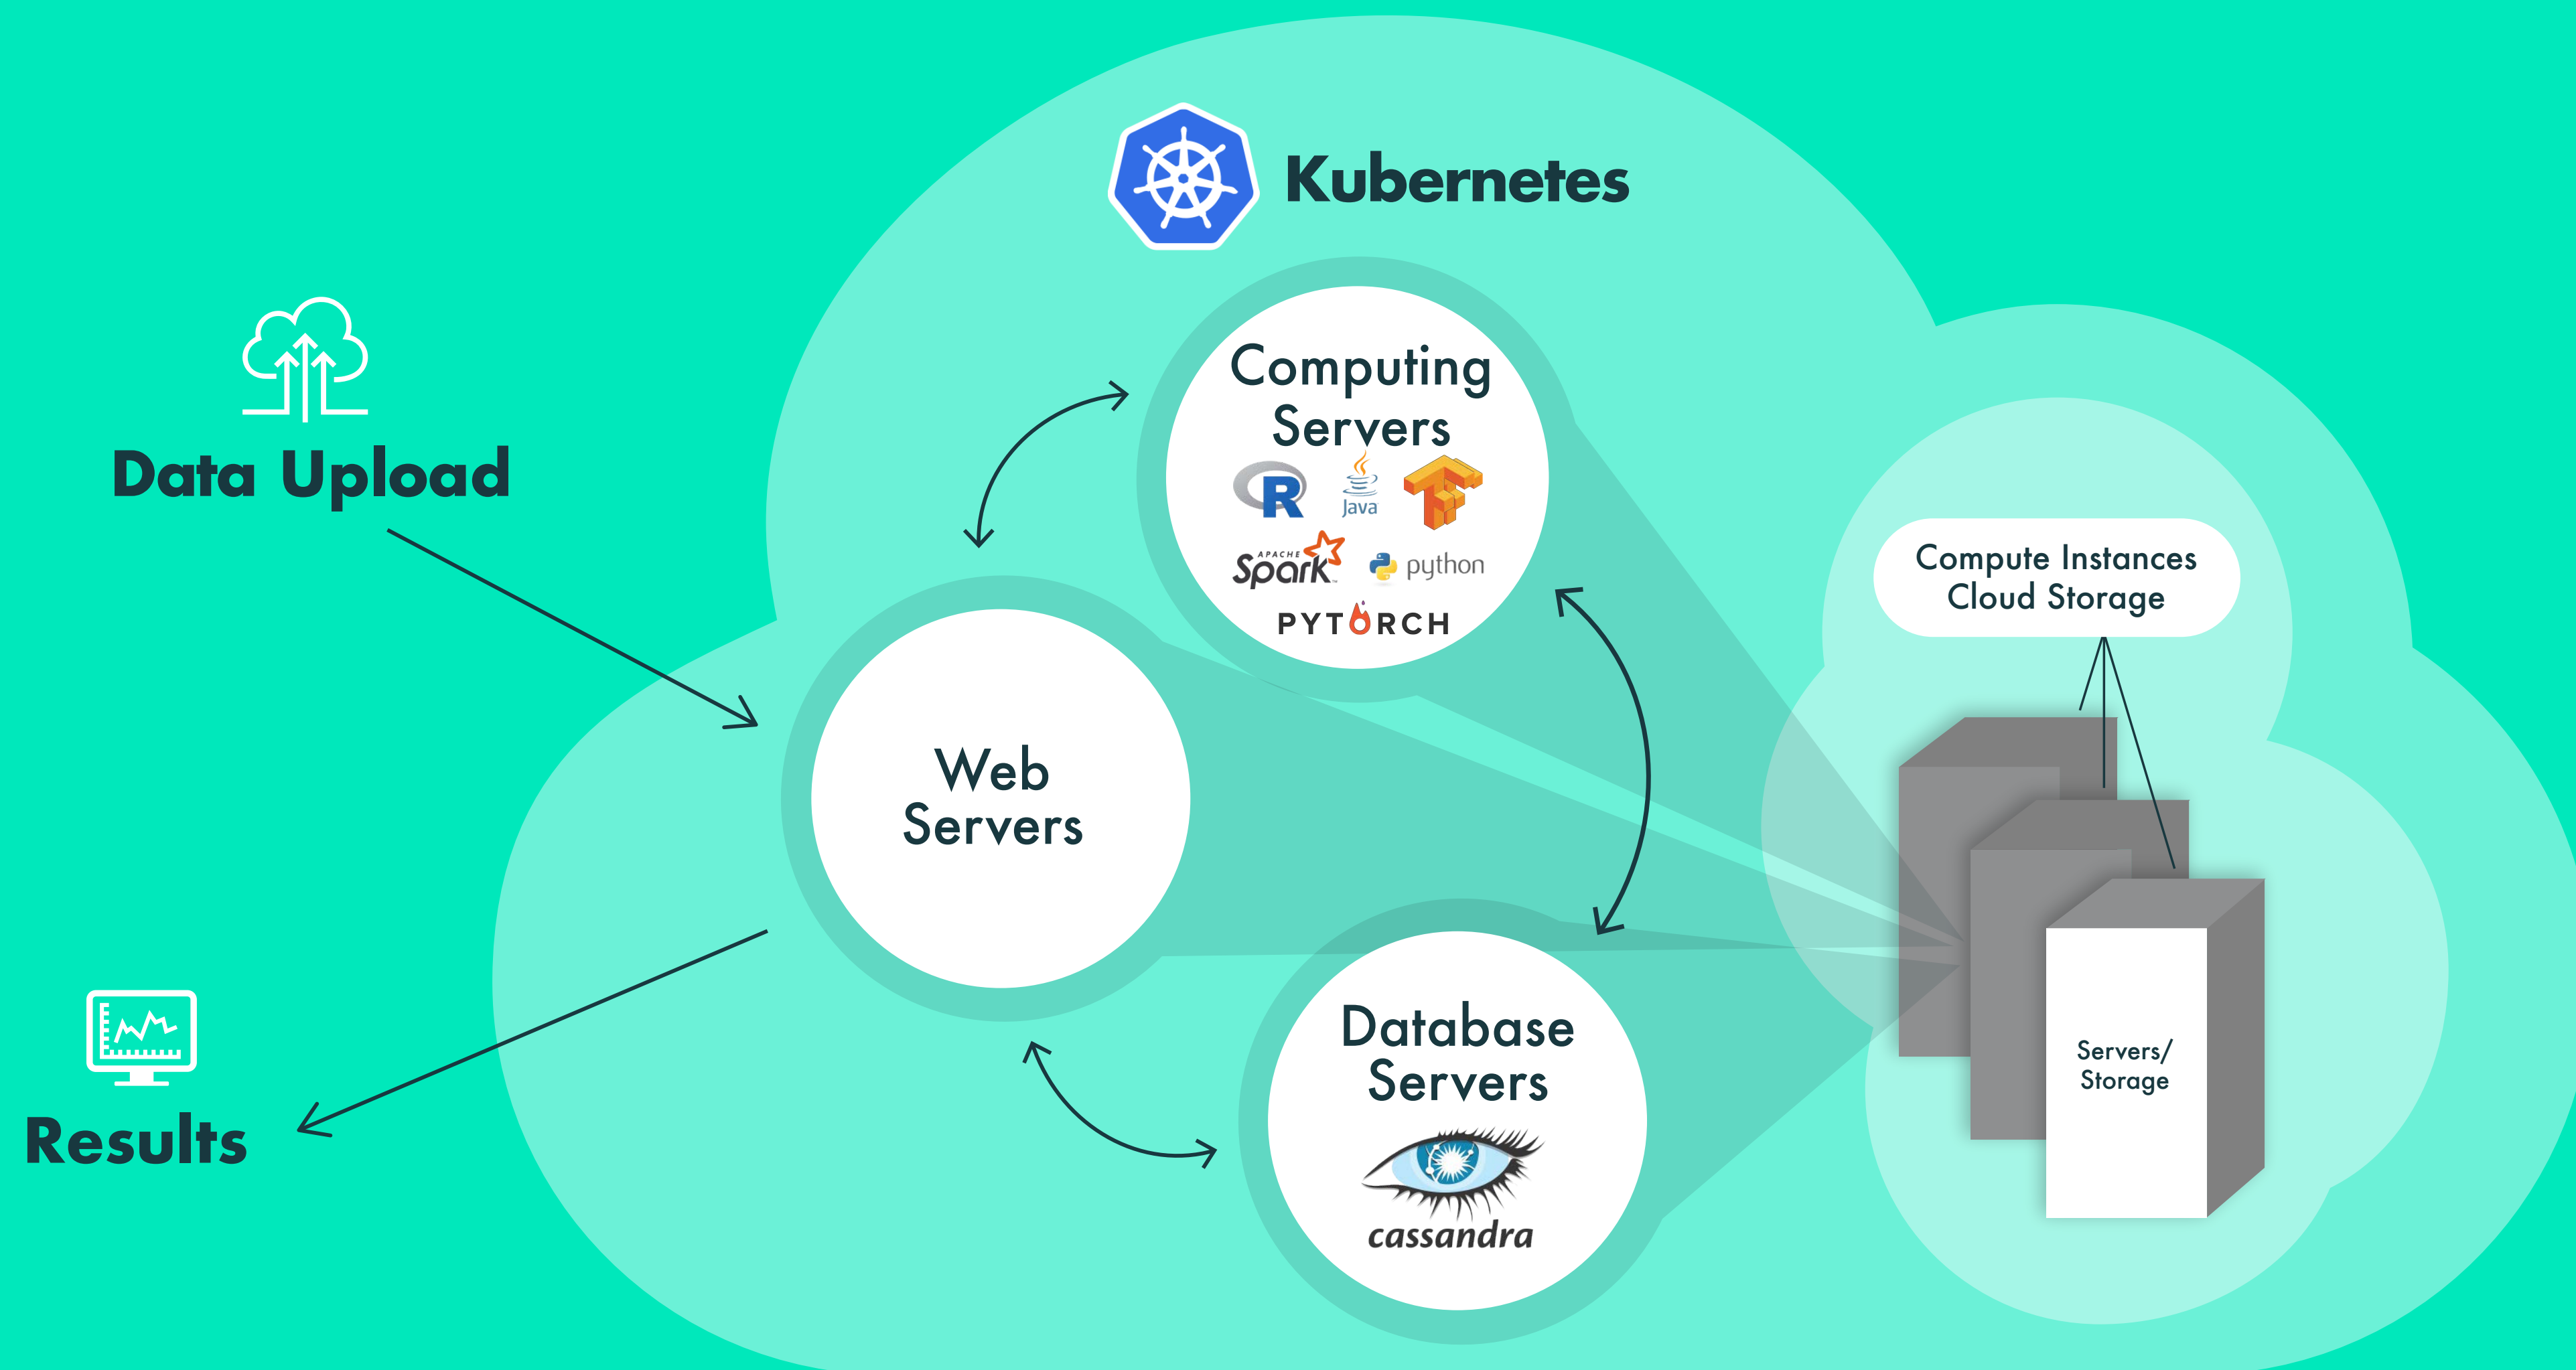 Kubernetes
Data Upload
Computing
Servers
R
Java
APACHE
Spark
python
PYTORCH
Compute Instances
Cloud Storage
Web
Servers
Database
Servers
cassandra
Servers/
Storage
Results